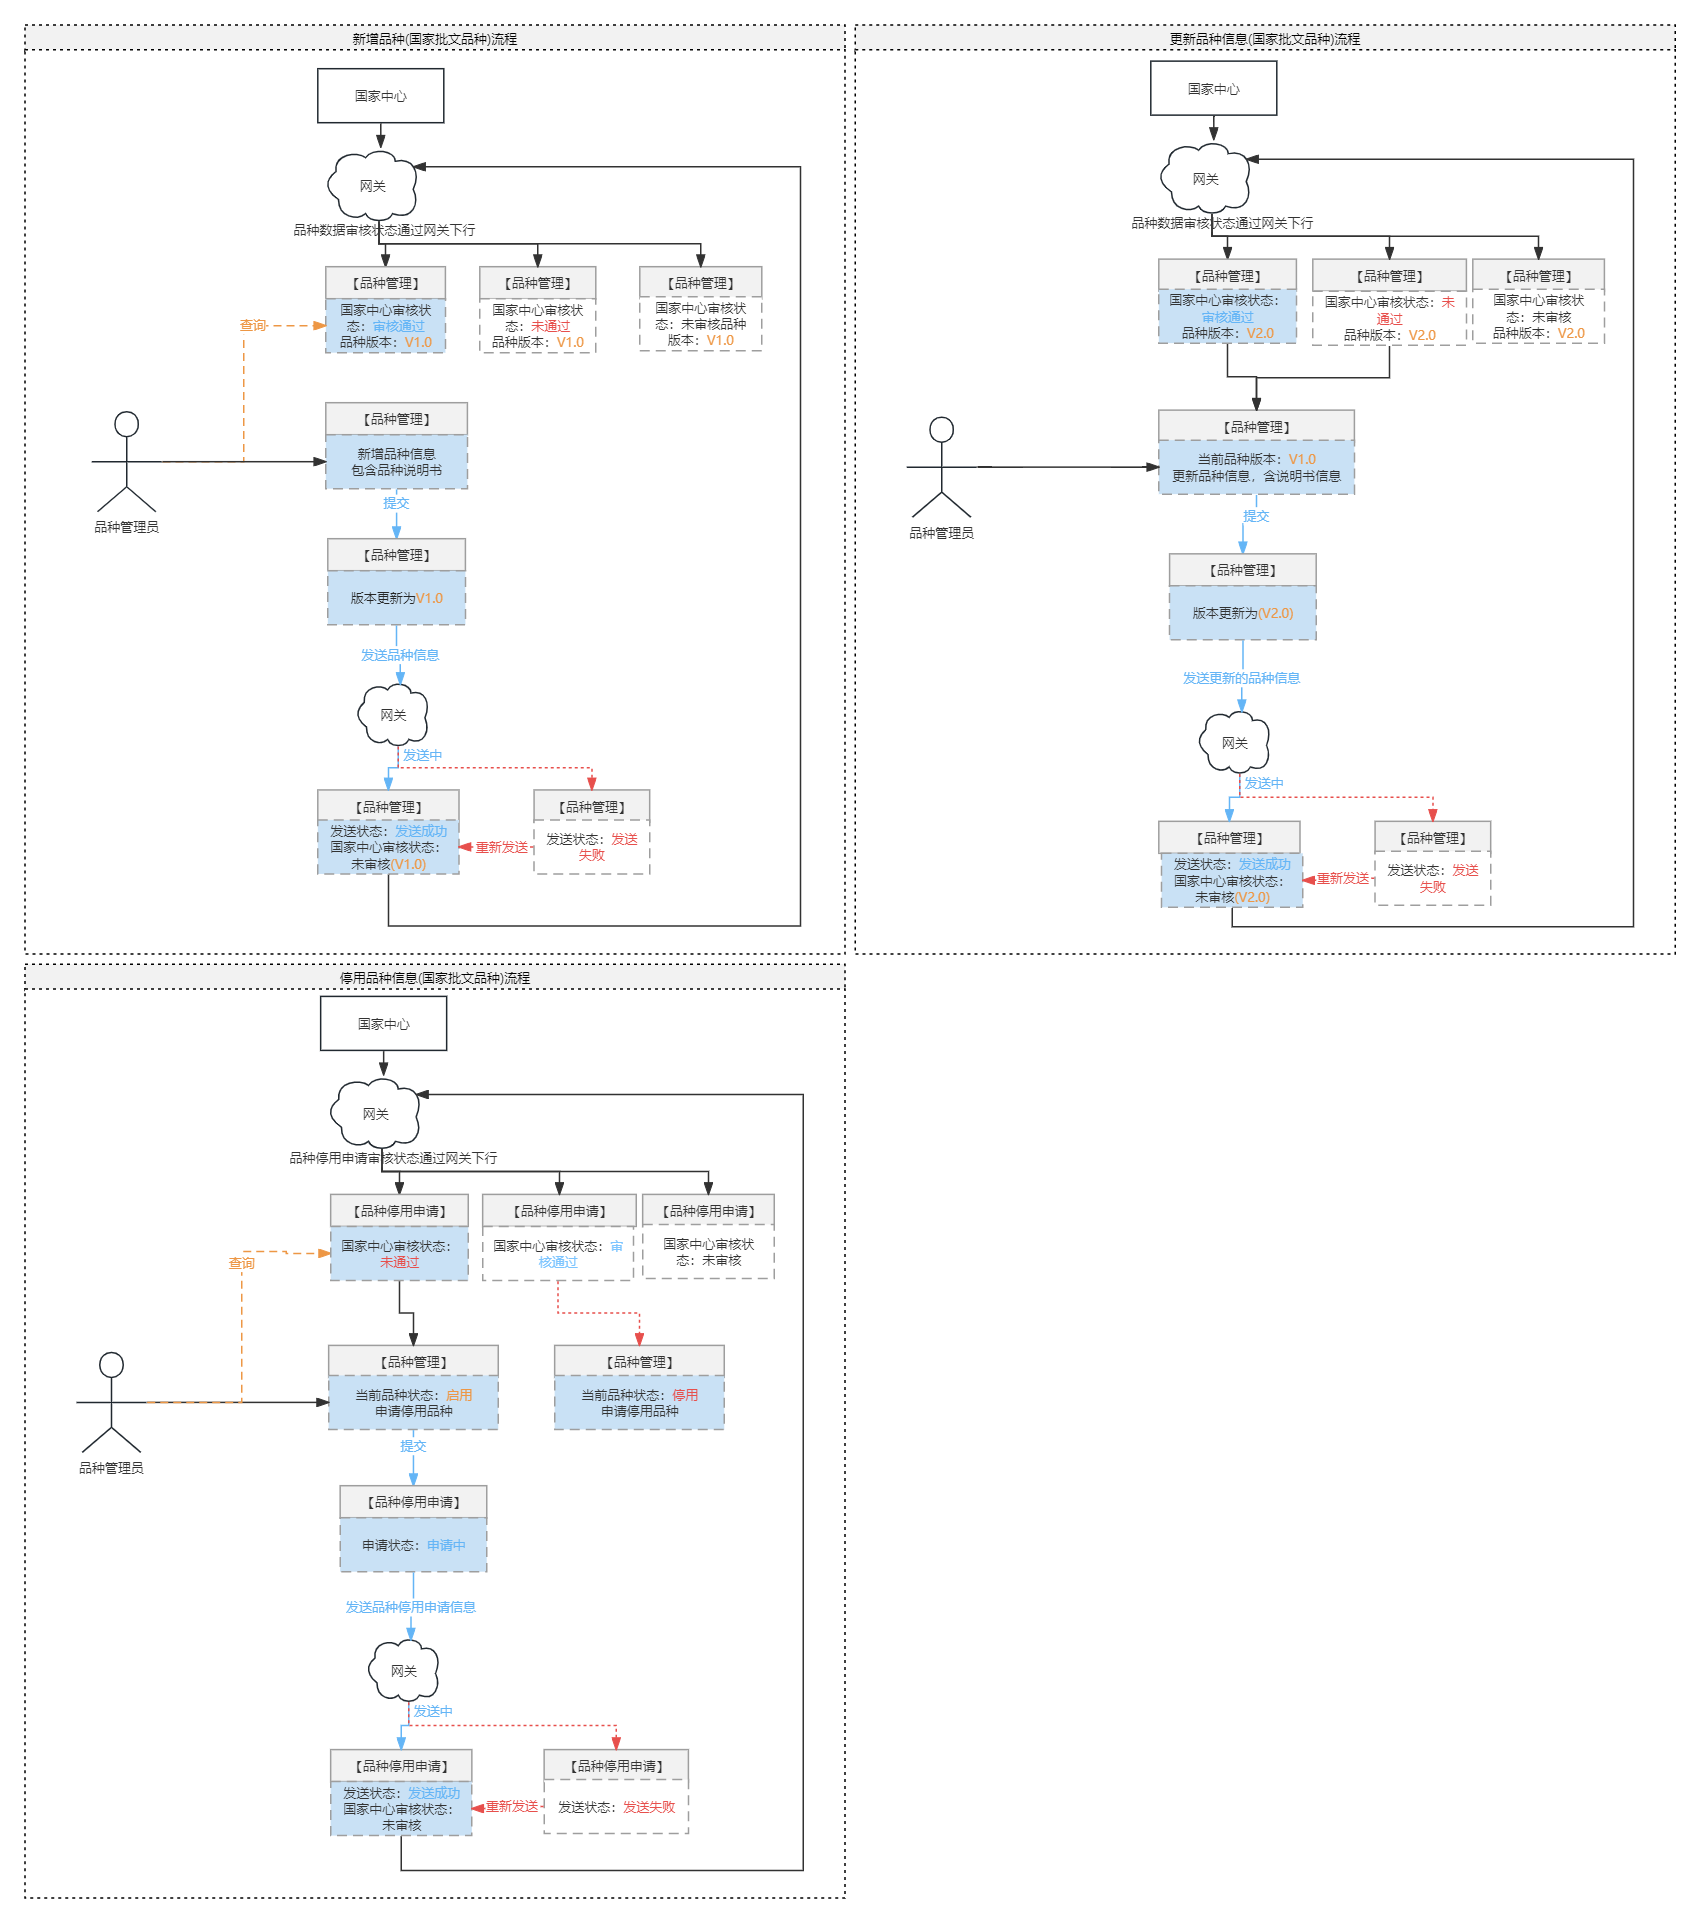 新增品种(国家批文品种)流程
国家中心
网关
品种数据审核状态通过网关下行
【品种管理】
国家中心审核状
态：审核通过
品种版本：V1.0
【品种管理】
国家中心审核状
态：未通过
品种版本：V1.0
【品种管理】
国家中心审核状
态：未审核品种
版本：V1.0
查询
品种管理员
【品种管理】
新增品种信息
包含品种说明书
提交
【品种管理】
版本更新为V1.0
发送品种信息
网关
发送中
【品种管理】
发送状态：发送成功
国家中心审核状态：
未审核(V1.0)
重新发送
【品种管理】
发送状态：发送
失败
更新品种信息(国家批文品种)流程
国家中心
网关
品种数据审核状态通过网关下行
【品种管理】
国家中心审核状态：
审核通过
品种版本：V2.0
【品种管理】
国家中心审核状态：未
通过
品种版本：V2.0
【品种管理】
国家中心审核状
态：未审核
品种版本：V2.0
品种管理员
【品种管理】
当前品种版本：V1.0
更新品种信息，含说明书信息
提交
【品种管理】
版本更新为(V2.0)
发送更新的品种信息
网关
发送中
【品种管理】
发送状态：发送成功
国家中心审核状态：
未审核(V2.0)
重新发送
【品种管理】
发送状态：发送
失败
停用品种信息(国家批文品种)流程
国家中心
网关
品种停用申请审核状态通过网关下行
【品种停用申请】
国家中心审核状态：
未通过
【品种停用申请】
国家中心审核状态：审
核通过
【品种停用申请】
国家中心审核状
态：未审核
查询
品种管理员
【品种管理】
当前品种状态：启用
申请停用品种
【品种管理】
当前品种状态：停用
申请停用品种
提交
【品种停用申请】
申请状态：申请中
发送品种停用申请信息
网关
发送中
【品种停用申请】
发送状态：发送成功
国家中心审核状态：
未审核
重新发送
【品种停用申请】
发送状态：发送失败